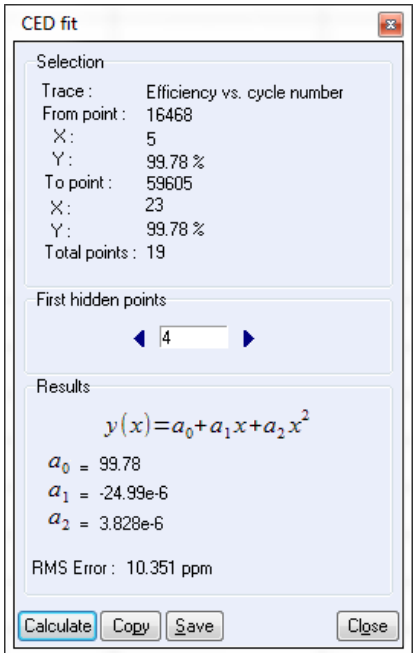 CED fit
Selection
Trace : Efficiency vs. cycle number
From point : 16468
X : 5
Y : 99.78 %
To point : 59605
X : 23
Y : 99.78 %
Total points : 19
First hidden points
4
Results
y(x)=a₀+a₁x+a₂x²
a₀ = 99.78
a₁ = -24.99e-6
a₂ = 3.828e-6
RMS Error : 10.351 ppm
Calculate Copy Save Close